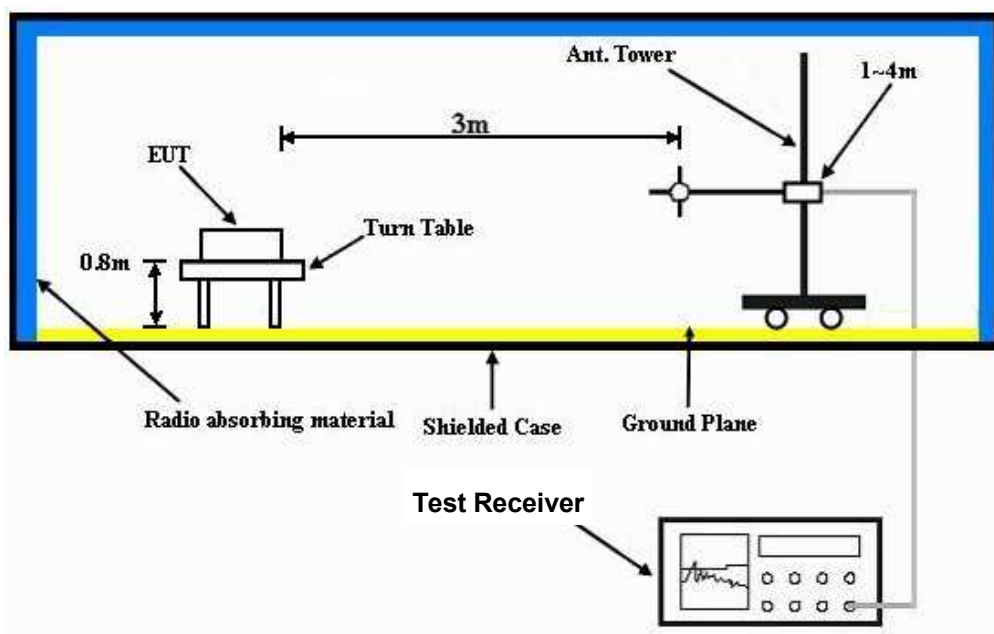 Ant. Tower
1~4m
3m
EUT
Turn Table
0.8m
Radio absorbing material
Shielded Case
Ground Plane
Test Receiver